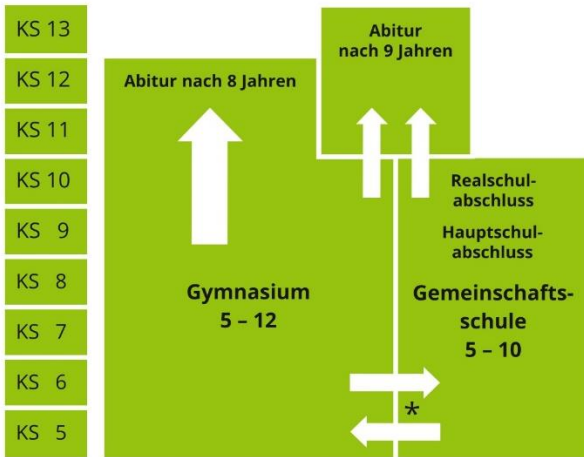 KS 13
KS 12
KS 11
KS 10
KS 9
KS 8
KS 7
KS 6
KS 5
Abitur nach 8 Jahren
Gymnasium
5 – 12
Abitur
nach 9 Jahren
Realschul-
abschluss
Hauptschul-
abschluss
Gemeinschafts-
schule
5 – 10
*